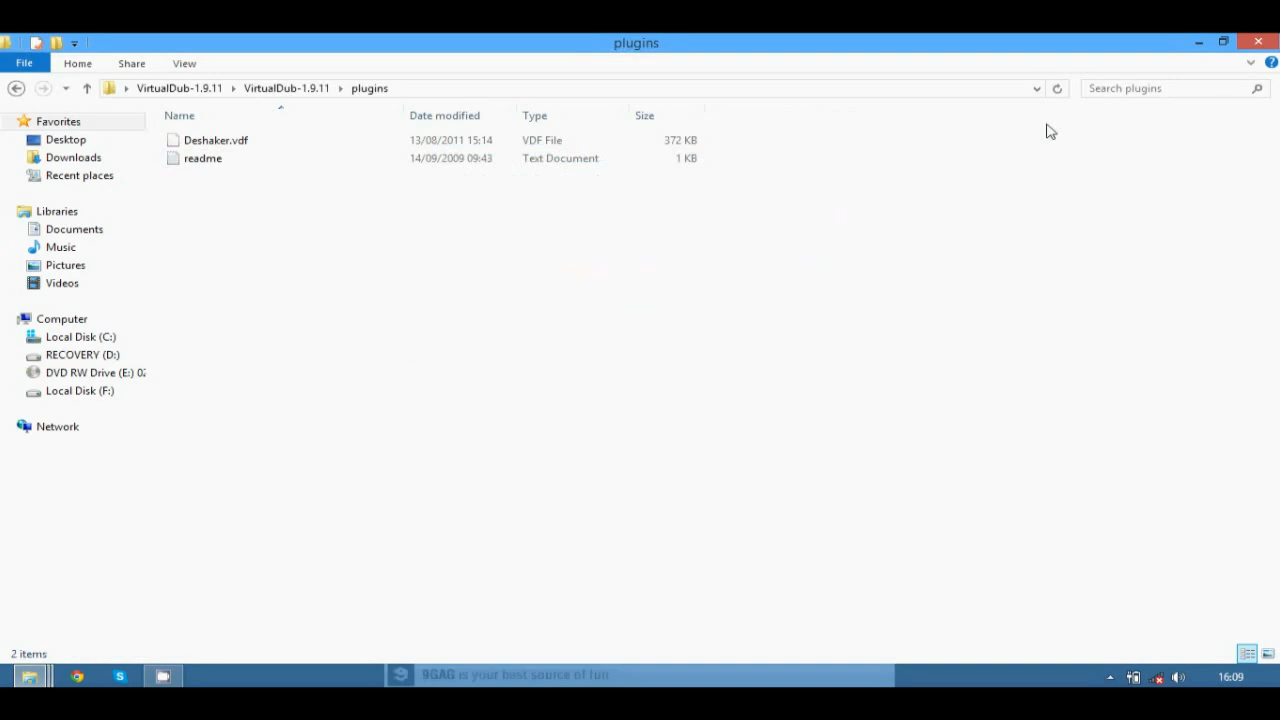 plugins
File Home Share View
VirtualDub-1.9.11 VirtualDub-1.9.11 plugins Search plugins
Name Date modified Type Size
Favorites
Deshaker.vdf 13/08/2011 15:14 VDF File 372 KB
Desktop
readme 14/09/2009 09:43 Text Document 1 KB
Downloads
Recent places
Libraries
Documents
Music
Pictures
Videos
Computer
Local Disk (C:)
RECOVERY (D:)
DVD RW Drive (E:) 02
Local Disk (F:)
Network
2 items
9GAG is your best source of fun
16:09